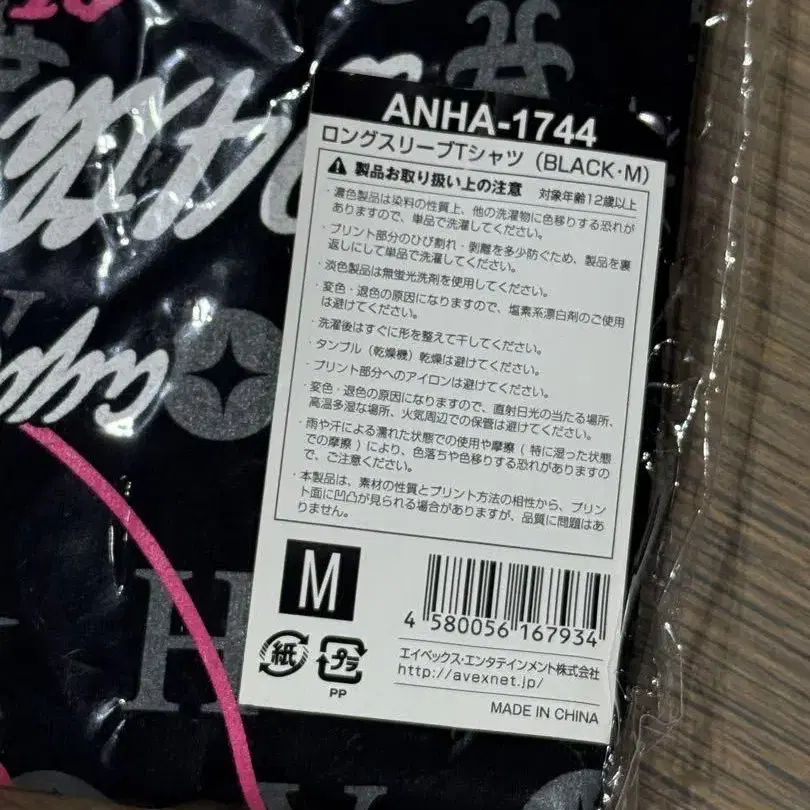 ANHA-1744
ロングスリーブTシャツ（BLACK・M）
製品お取り扱い上の注意 対象年齢12歳以上
・濃色製品は染料の性質上、他の洗濯物に色移りする恐れが
ありますので、単品で洗濯してください。
・プリント部分のひび割れ・剥離を多少防ぐため、製品を裏
返しにして単品で洗濯してください。
・淡色製品は無蛍光洗剤を使用してください。
・変色・退色の原因になりますので、塩素系漂白剤のご使用
は避けてください。
・洗濯後はすぐに形を整えて干してください。
・タンブル（乾燥機）乾燥は避けてください。
・プリント部分へのアイロンは避けてください。
・変色・退色の原因になりますので、直射日光の当たる場所、
高温多湿な場所、火気周辺での保管は避けてください。
・雨や汗による濡れた状態での使用や摩擦（特に湿った状態
での摩擦）により、色落ちや色移りする恐れがありますの
で、ご注意ください。
・本製品は、素材の性質とプリント方法の相性から、プリン
ト面に凹凸が見られる場合がありますが、品質に問題はあ
りません。
M
4 580056 167934
紙
プラ
PP
エイベックス・エンタテインメント株式会社
http://avexnet.jp/
MADE IN CHINA
H